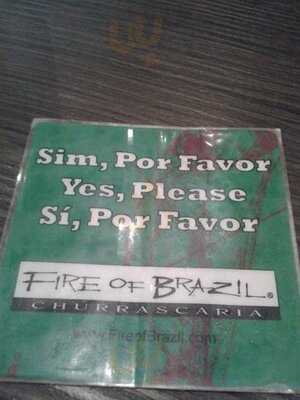 Sim, Por Favor
Yes, Please
Sí, Por Favor
FIRE OF BRAZIL®
CHURRASCARIA
www.FireofBrazil.com